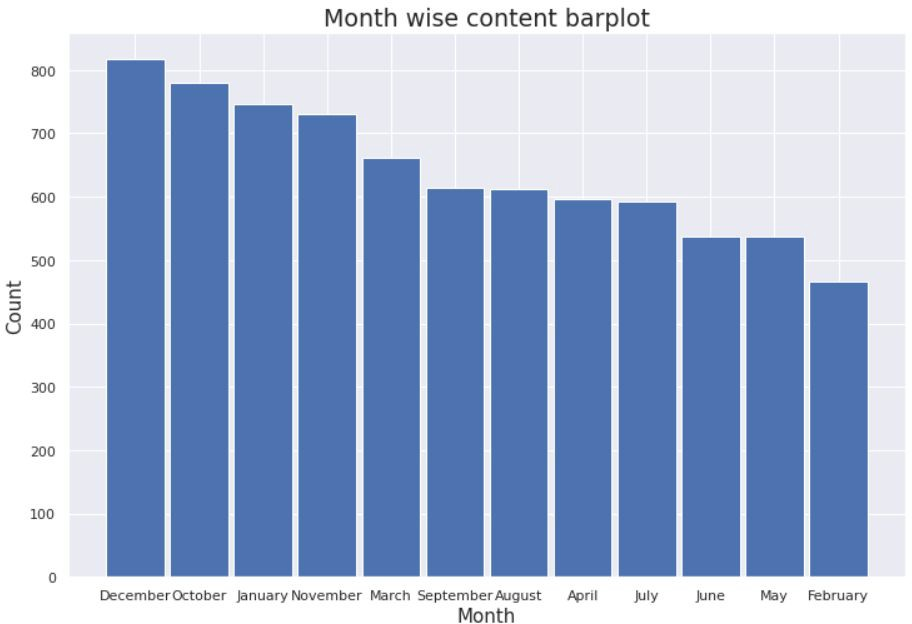 Month wise content barplot
800
700
600
500
400
300
200
100
0
Count
December October January November March September August April July June May February
Month